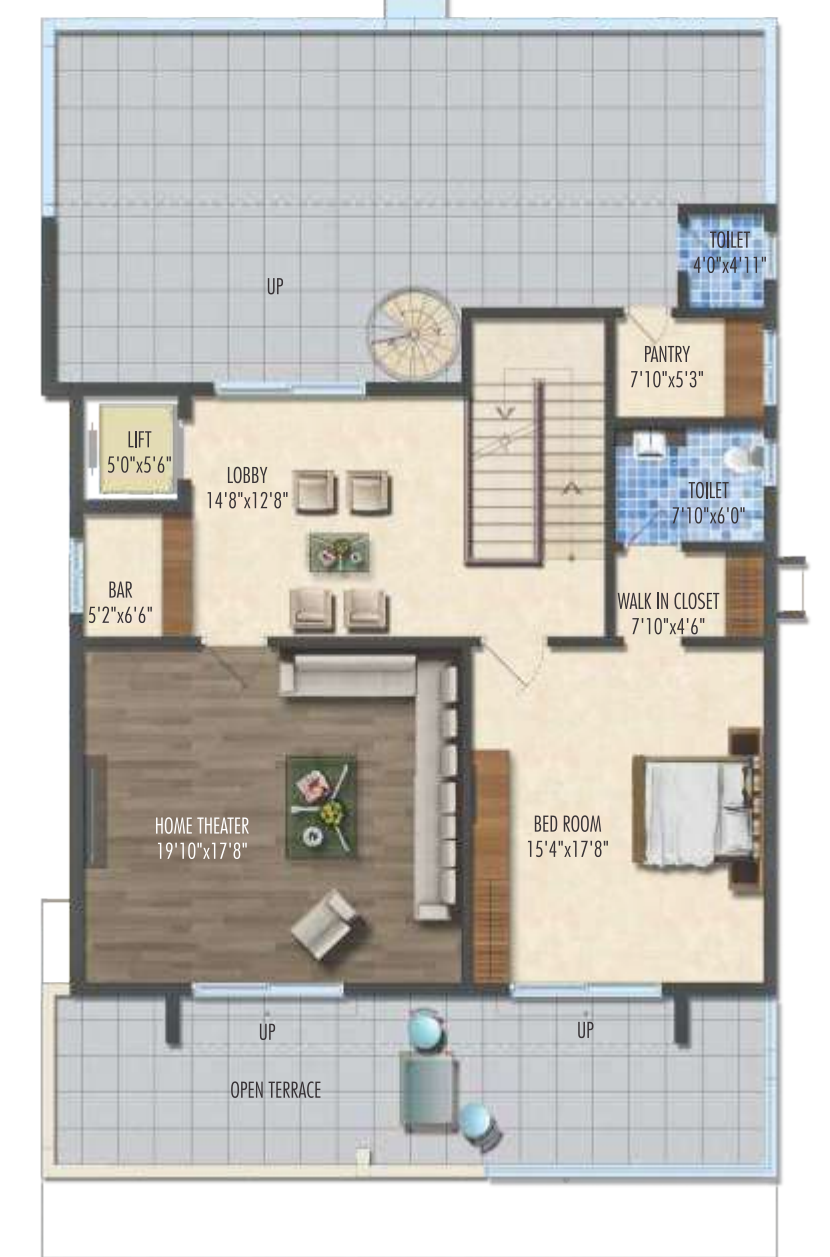 TOILET
4'0"x4'11"
UP
PANTRY
7'10"x5'3"
LIFT
5'0"x5'6"
LOBBY
14'8"x12'8"
TOILET
7'10"x6'0"
BAR
5'2"x6'6"
WALK IN CLOSET
7'10"x4'6"
HOME THEATER
19'10"x17'8"
BED ROOM
15'4"x17'8"
UP
UP
OPEN TERRACE